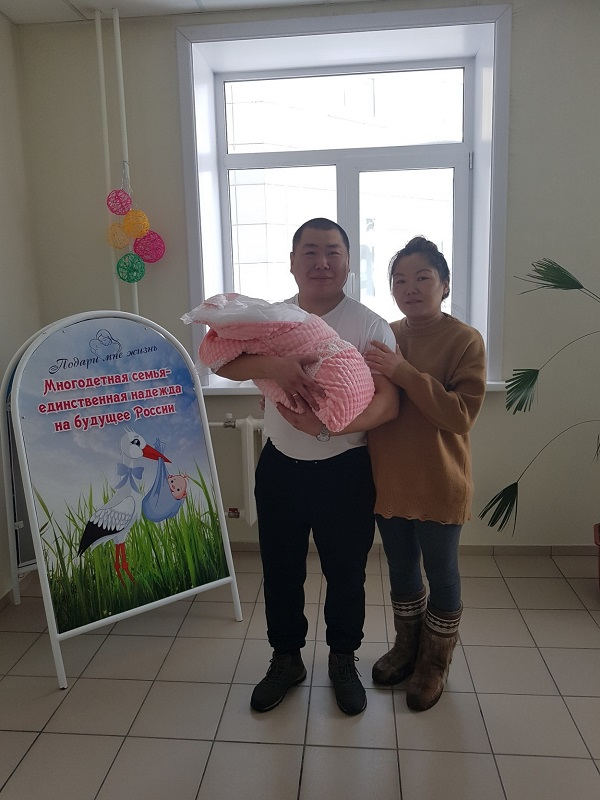 Подари мне жизнь
Многодетная семья-
единственная надежда
на будущее России